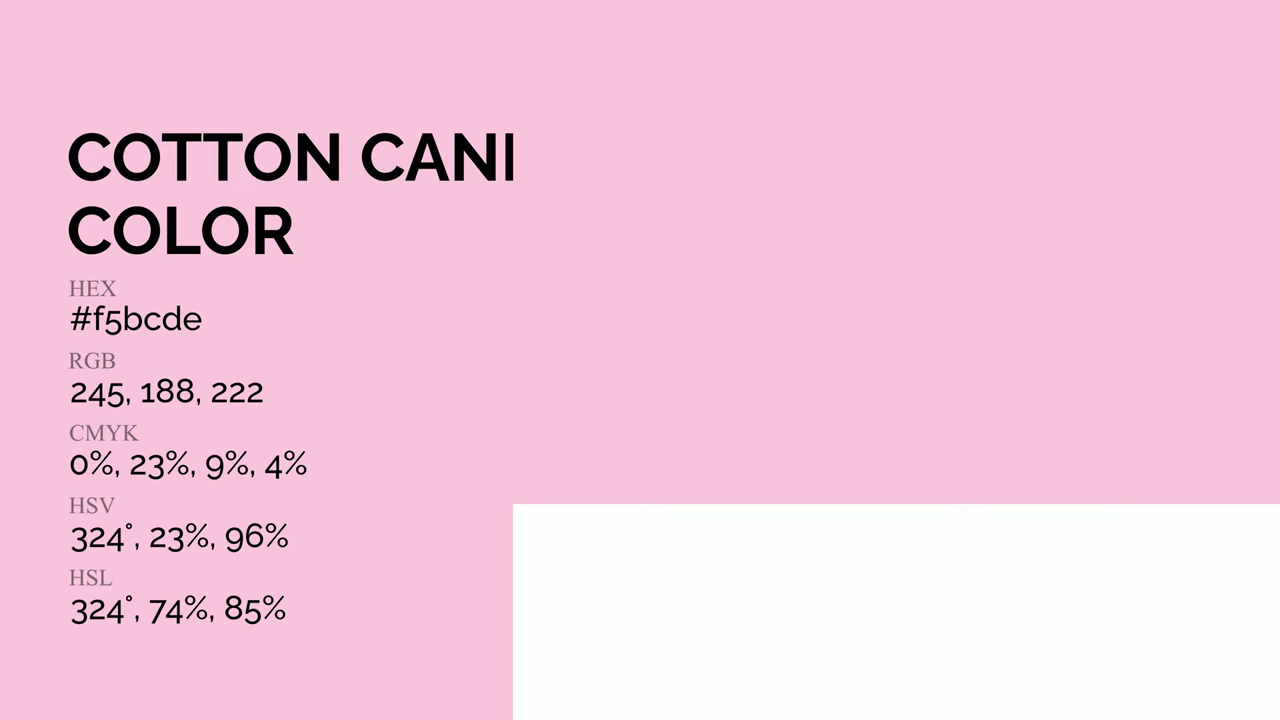 COTTON CAN
COLOR
HEX
#f5bcde
RGB
245, 188, 222
CMYK
0%, 23%, 9%, 4%
HSV
324°, 23%, 96%
HSL
324°, 74%, 85%